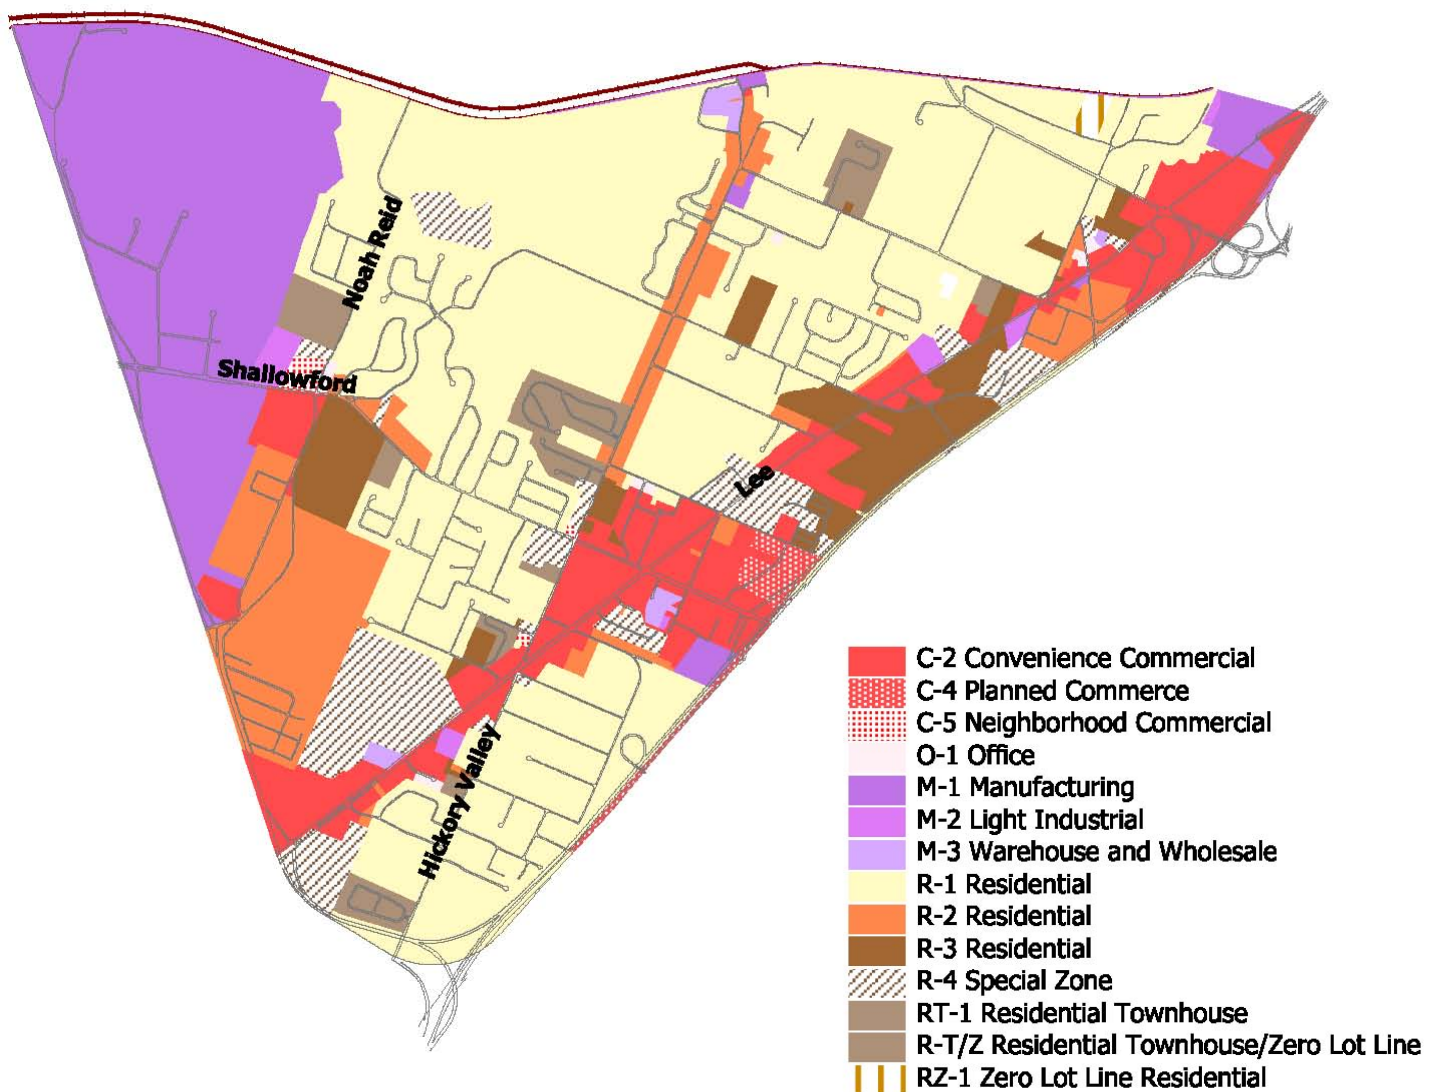 Noah Reid
Shallowford
Lee
Hickory Valley
C-2 Convenience Commercial
C-4 Planned Commerce
C-5 Neighborhood Commercial
O-1 Office
M-1 Manufacturing
M-2 Light Industrial
M-3 Warehouse and Wholesale
R-1 Residential
R-2 Residential
R-3 Residential
R-4 Special Zone
RT-1 Residential Townhouse
R-T/Z Residential Townhouse/Zero Lot Line
RZ-1 Zero Lot Line Residential